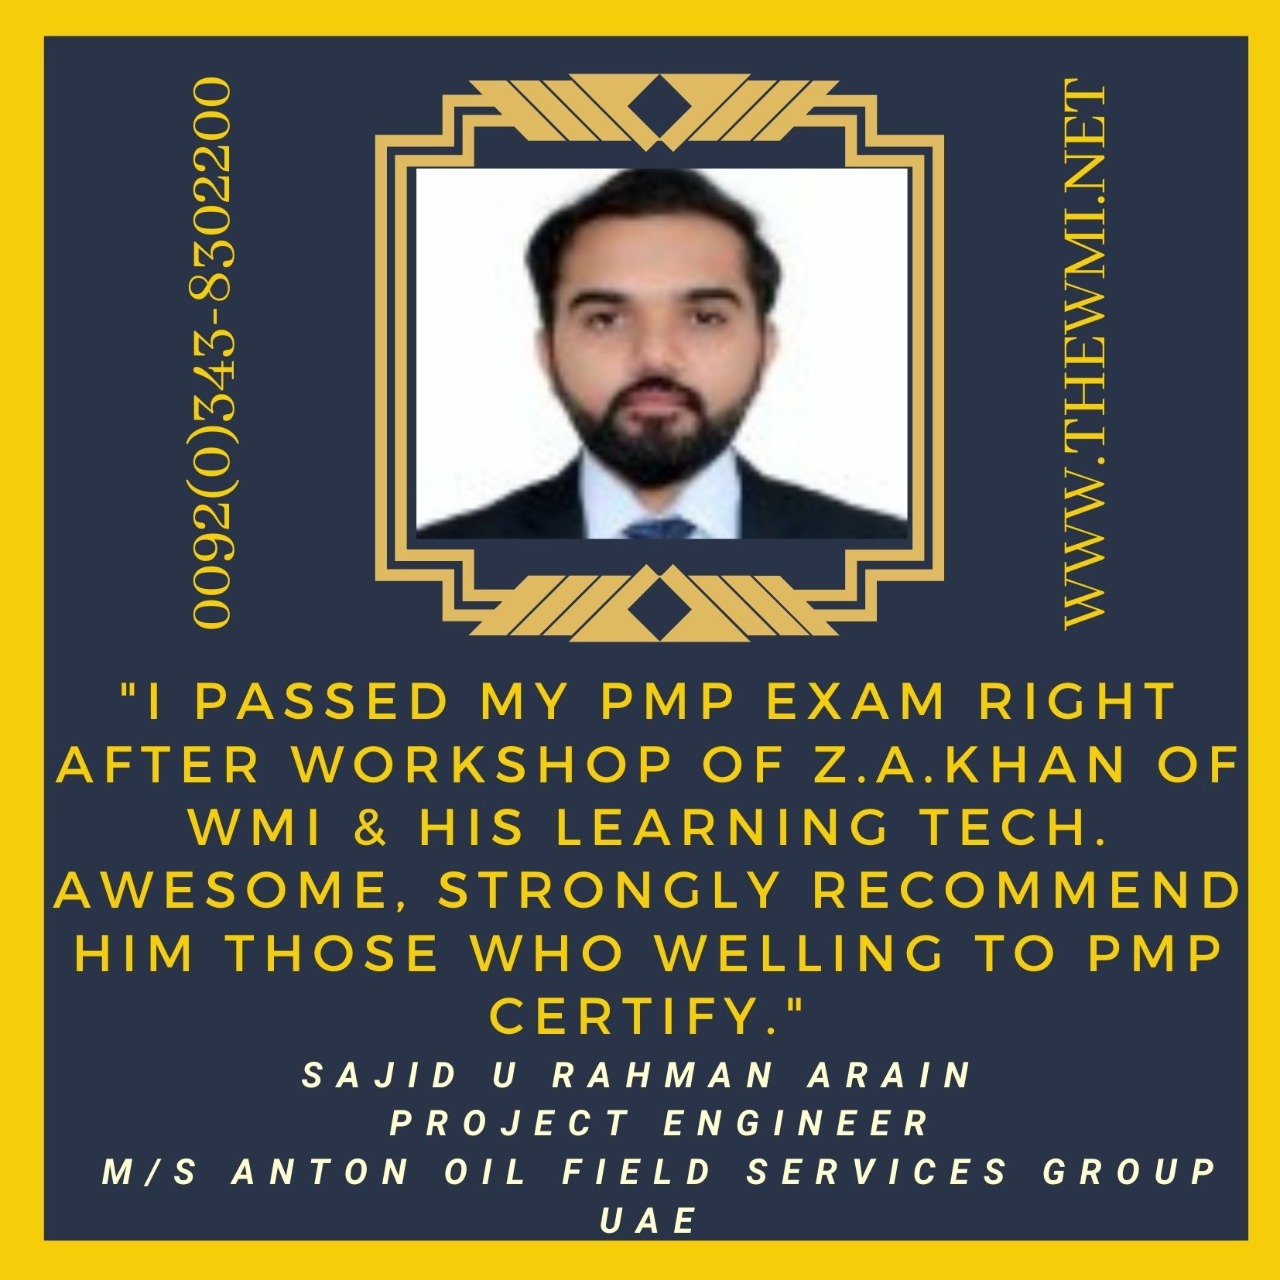 0092(0)343-8302200
WWW.THEWMI.NET
"I PASSED MY PMP EXAM RIGHT
AFTER WORKSHOP OF Z.A.KHAN OF
WMI & HIS LEARNING TECH.
AWESOME, STRONGLY RECOMMEND
HIM THOSE WHO WELLING TO PMP
CERTIFY."
SAJID U RAHMAN ARAIN
PROJECT ENGINEER
M/S ANTON OIL FIELD SERVICES GROUP
UAE